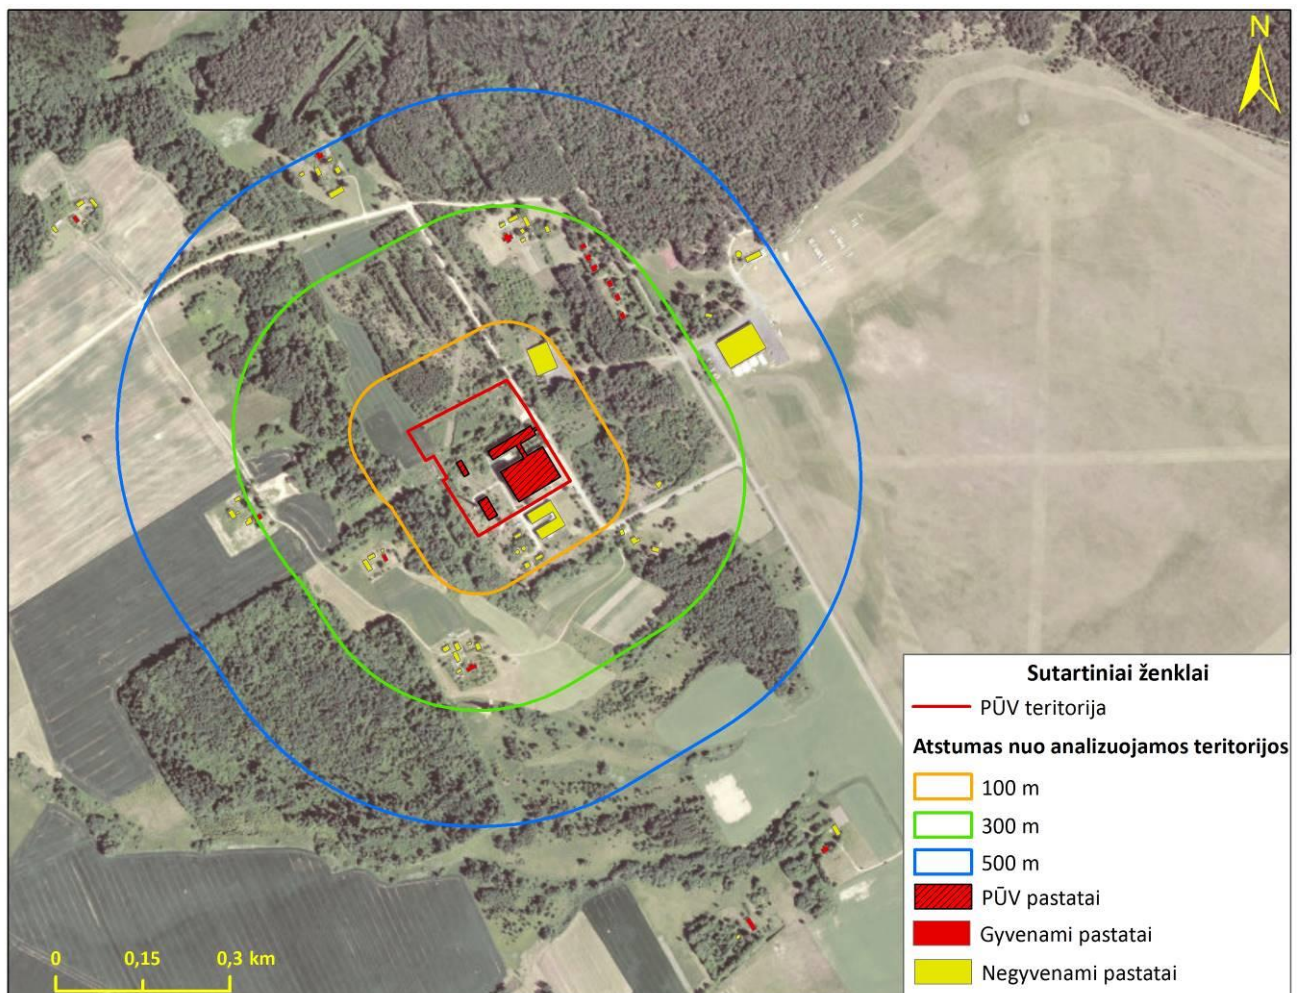 N
Sutartiniai ženklai
PŪV teritorija
Atstumas nuo analizuojamos teritorijos
100 m
300 m
500 m
PŪV pastatai
Gyvenami pastatai
Negyvenami pastatai
0 0,15 0,3 km